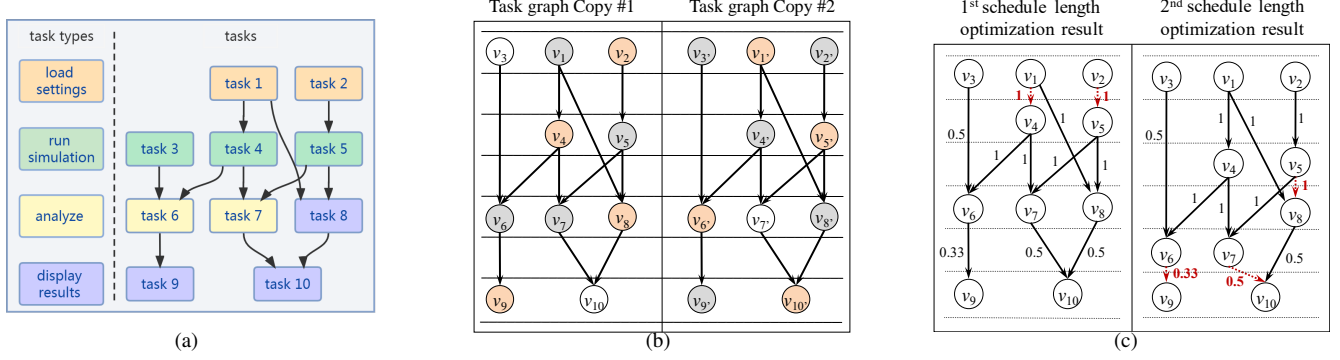 task types
tasks
load
settings
task 1
task 2
run
simulation
task 3
task 4
task 5
analyze
task 6
task 7
task 8
display
results
task 9
task 10
(a)
Task graph Copy #1
Task graph Copy #2
v3
v1
v2
v3'
v1'
v2'
v4
v5
v4'
v5'
v6
v7
v8
v6'
v7'
v8'
v9
v10
v9'
v10'
(b)
1st schedule length
optimization result
2nd schedule length
optimization result
v3
v1
v2
1
1
v4
v5
0.5
1
1
1
1
v6
v7
v8
0.33
0.5
0.5
v9
v10
v3
v1
v2
0.5
1
1
1
v4
v5
1
1
1
1
v8
v6
v7
0.33
0.5
0.5
v9
v10
(c)